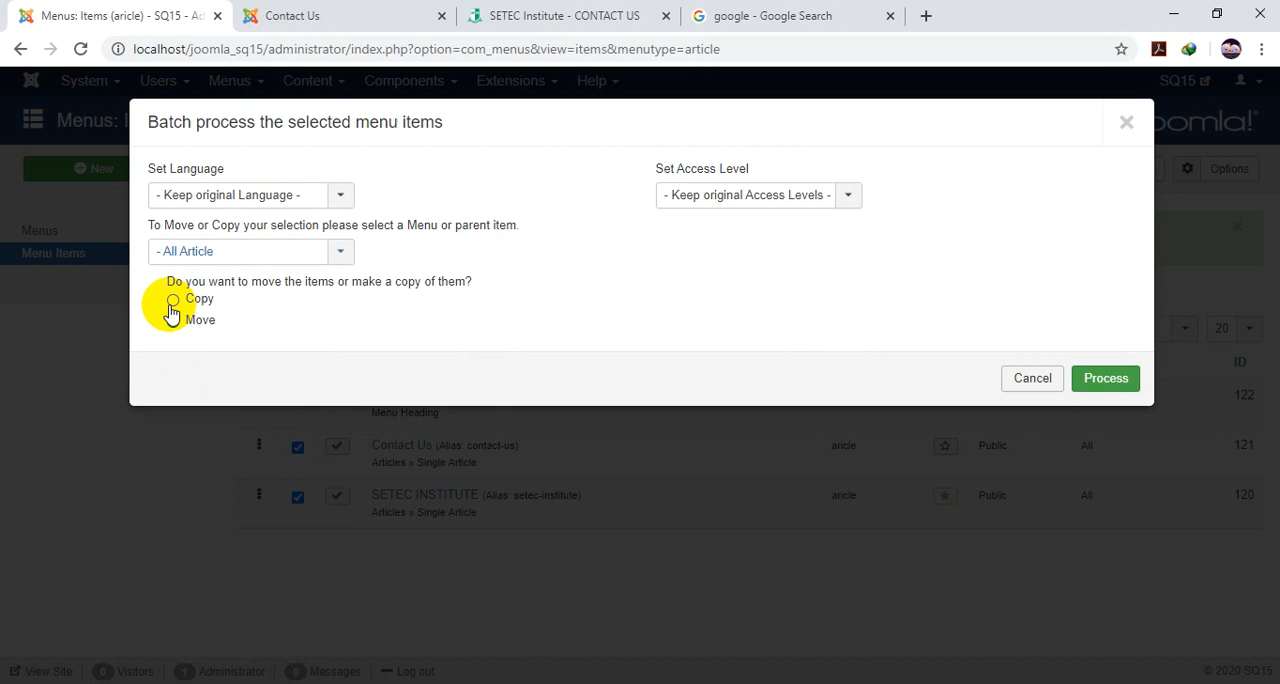 Menus: Items (aricle) - SQ15 - Ad
Contact Us
SETEC Institute - CONTACT US
google - Google Search
localhost/joomla_sq15/administrator/index.php?option=com_menus&view=items&menutype=article
System
Users
Menus
Content
Components
Extensions
Help
SQ15
Menus:
oomla!
Batch process the selected menu items
New
Options
Set Language
Set Access Level
- Keep original Language -
- Keep original Access Levels -
To Move or Copy your selection please select a Menu or parent item.
Menus
Menu Items
- All Article
Do you want to move the items or make a copy of them?
Copy
Move
20
ID
Cancel
Process
122
Menu Heading
Contact Us (Alias: contact-us)
aricle
Public
All
121
Articles » Single Article
SETEC INSTITUTE (Alias: setec-institute)
aricle
Public
All
120
Articles » Single Article
View Site
0 Visitors
1 Administrator
0 Messages
Log out
© 2020 SQ15